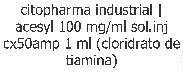 citopharma industrial |
acesyl 100 mg/ml sol.inj
cx50amp 1 ml (cloridrato de
tiamina)